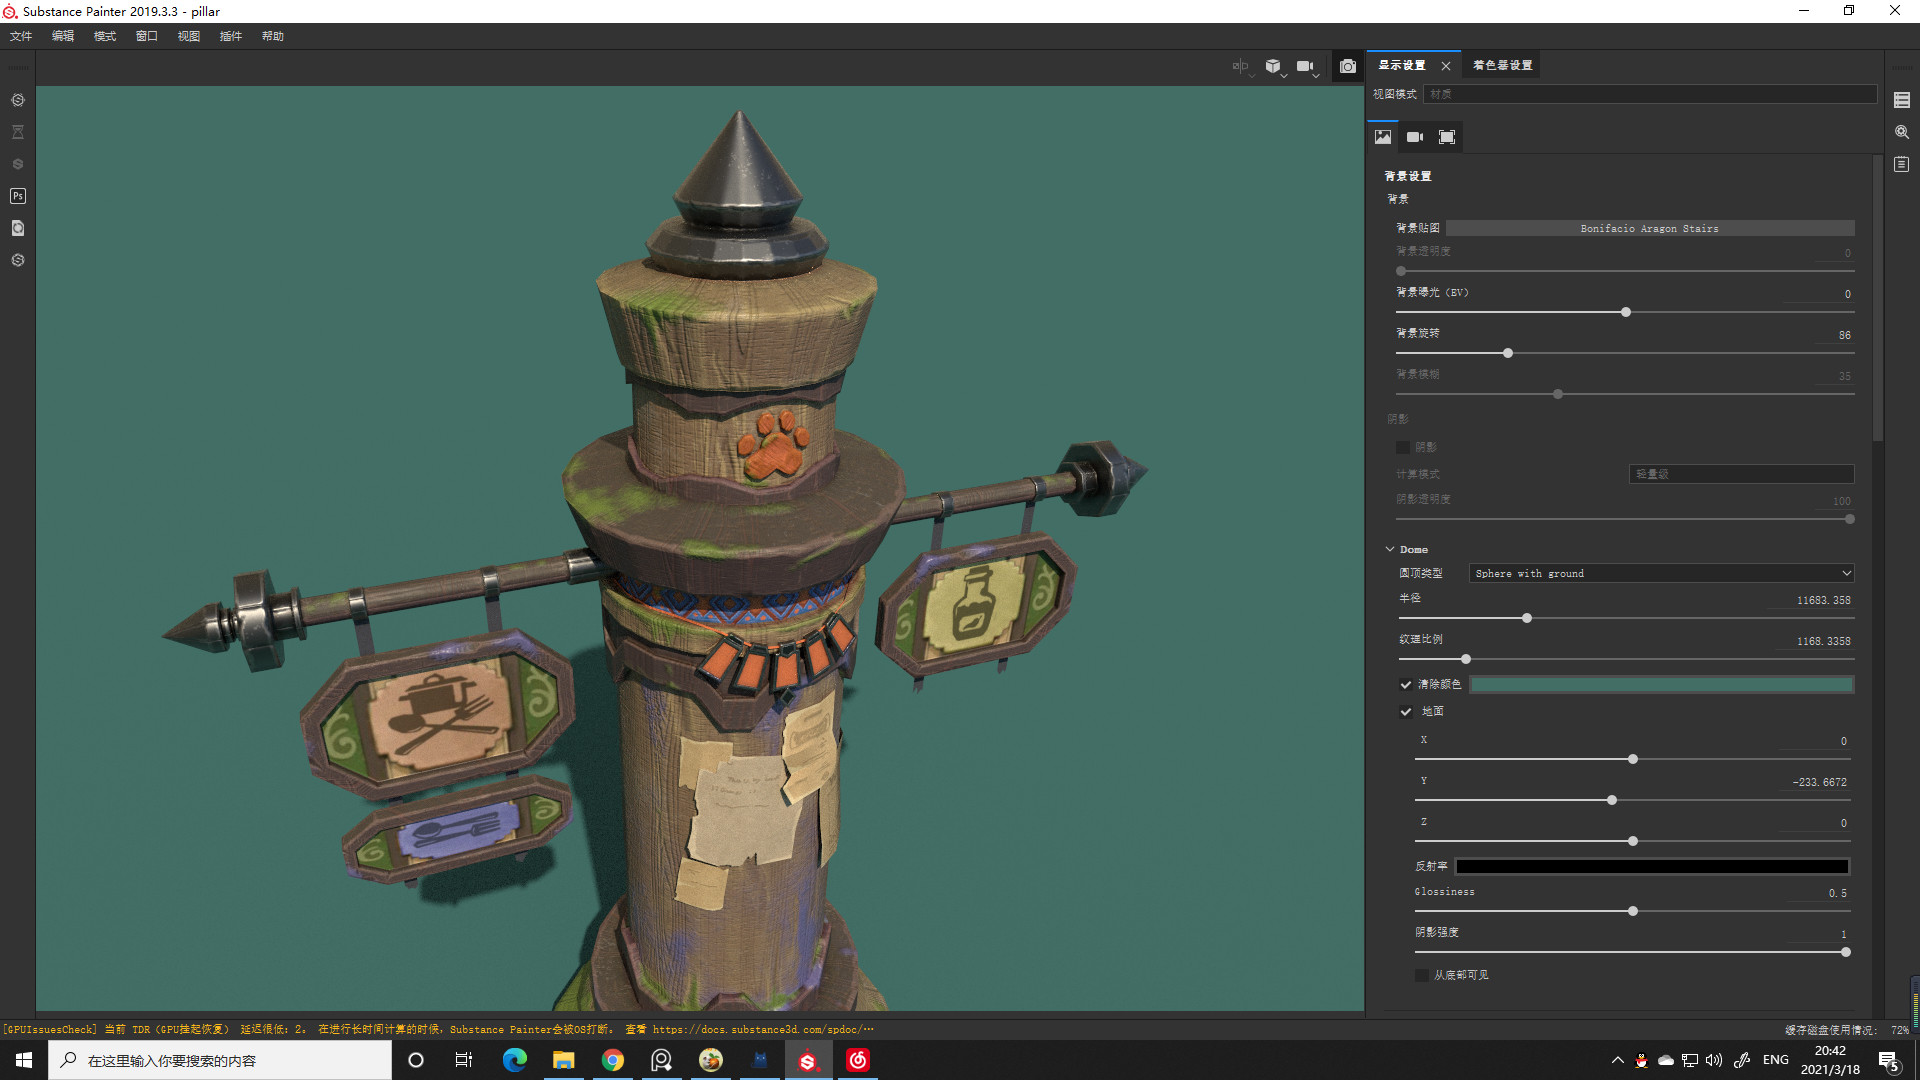 Substance Painter 2019.3.3 - pillar
文件 编辑 模式 窗口 视图 插件 帮助
显示设置 着色器设置
视图模式 材质
Ps
背景设置
背景
背景贴图 Bonifacio Aragon Stairs
背景透明度 0
背景曝光（EV） 0
背景旋转 86
背景模糊 35
阴影
阴影
计算模式 轻量级
阴影透明度 100
Dome
圆顶类型 Sphere with ground
半径 11683.358
纹理比例 1168.3358
清除颜色
地面
X 0
Y -233.6672
Z 0
反射率
Glossiness 0.5
阴影强度 1
从底部可见
[GPUIssuesCheck] 当前 TDR（GPU挂起恢复） 延迟很低：2。 在进行长时间计算的时候，Substance Painter会被OS打断。 查看 https://docs.substance3d.com/spdoc/⋯
缓存磁盘使用情况： 72%
在这里输入你要搜索的内容
ENG
20:42
2021/3/18
5